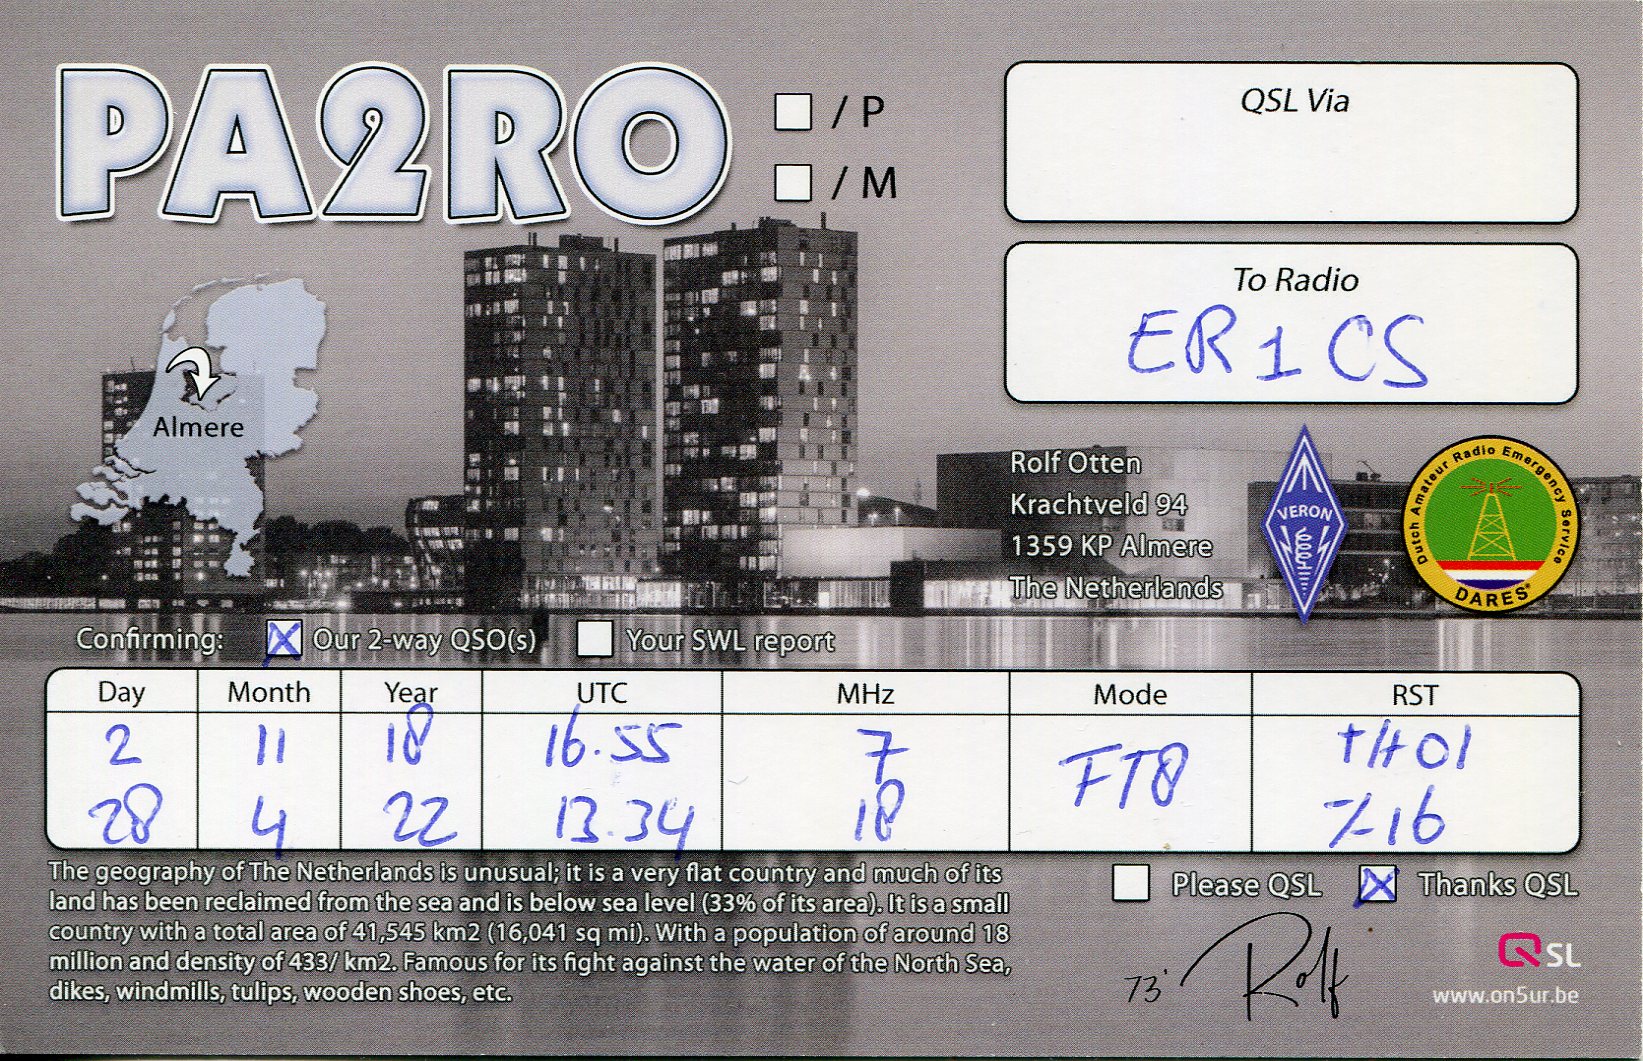 PA2RO
/ P
/ M
QSL Via
To Radio
ER1CS
Almere
Rolf Otten
Krachtveld 94
1359 KP Almere
The Netherlands
VERON
Dutch Amateur Radio Emergency Service
DARES
Confirming: Our 2-way QSO(s) Your SWL report
Day Month Year UTC MHz Mode RST
2 11 18 16.55 7 FT8
28 4 22 13.34 18 16
The geography of The Netherlands is unusual; it is a very flat country and much of its
land has been reclaimed from the sea and is below sea level (33% of its area). It is a small
country with a total area of 41,545 km2 (16,041 sq mi). With a population of around 18
million and density of 433/ km2. Famous for its fight against the water of the North Sea,
dikes, windmills, tulips, wooden shoes, etc.
Please QSL Thanks QSL
73' Rolf
QSL
www.on5ur.be